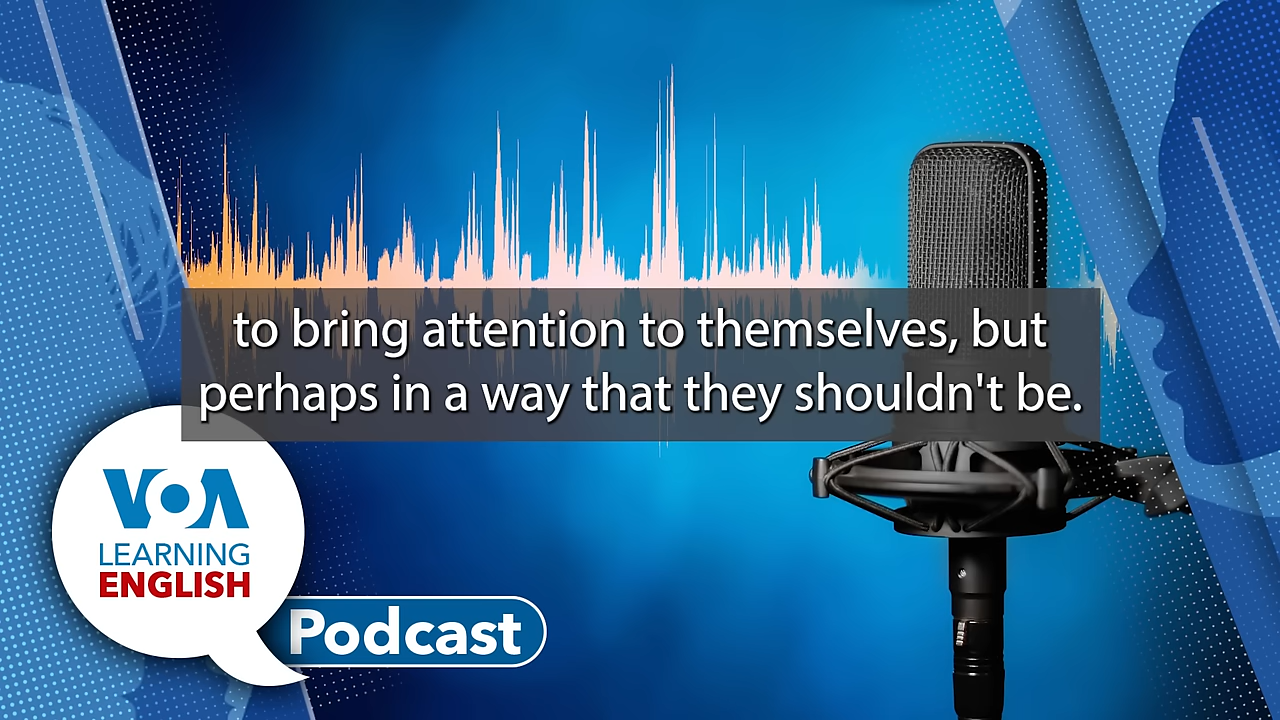 to bring attention to themselves, but
perhaps in a way that they shouldn't be.
VOA
LEARNING
ENGLISH
Podcast